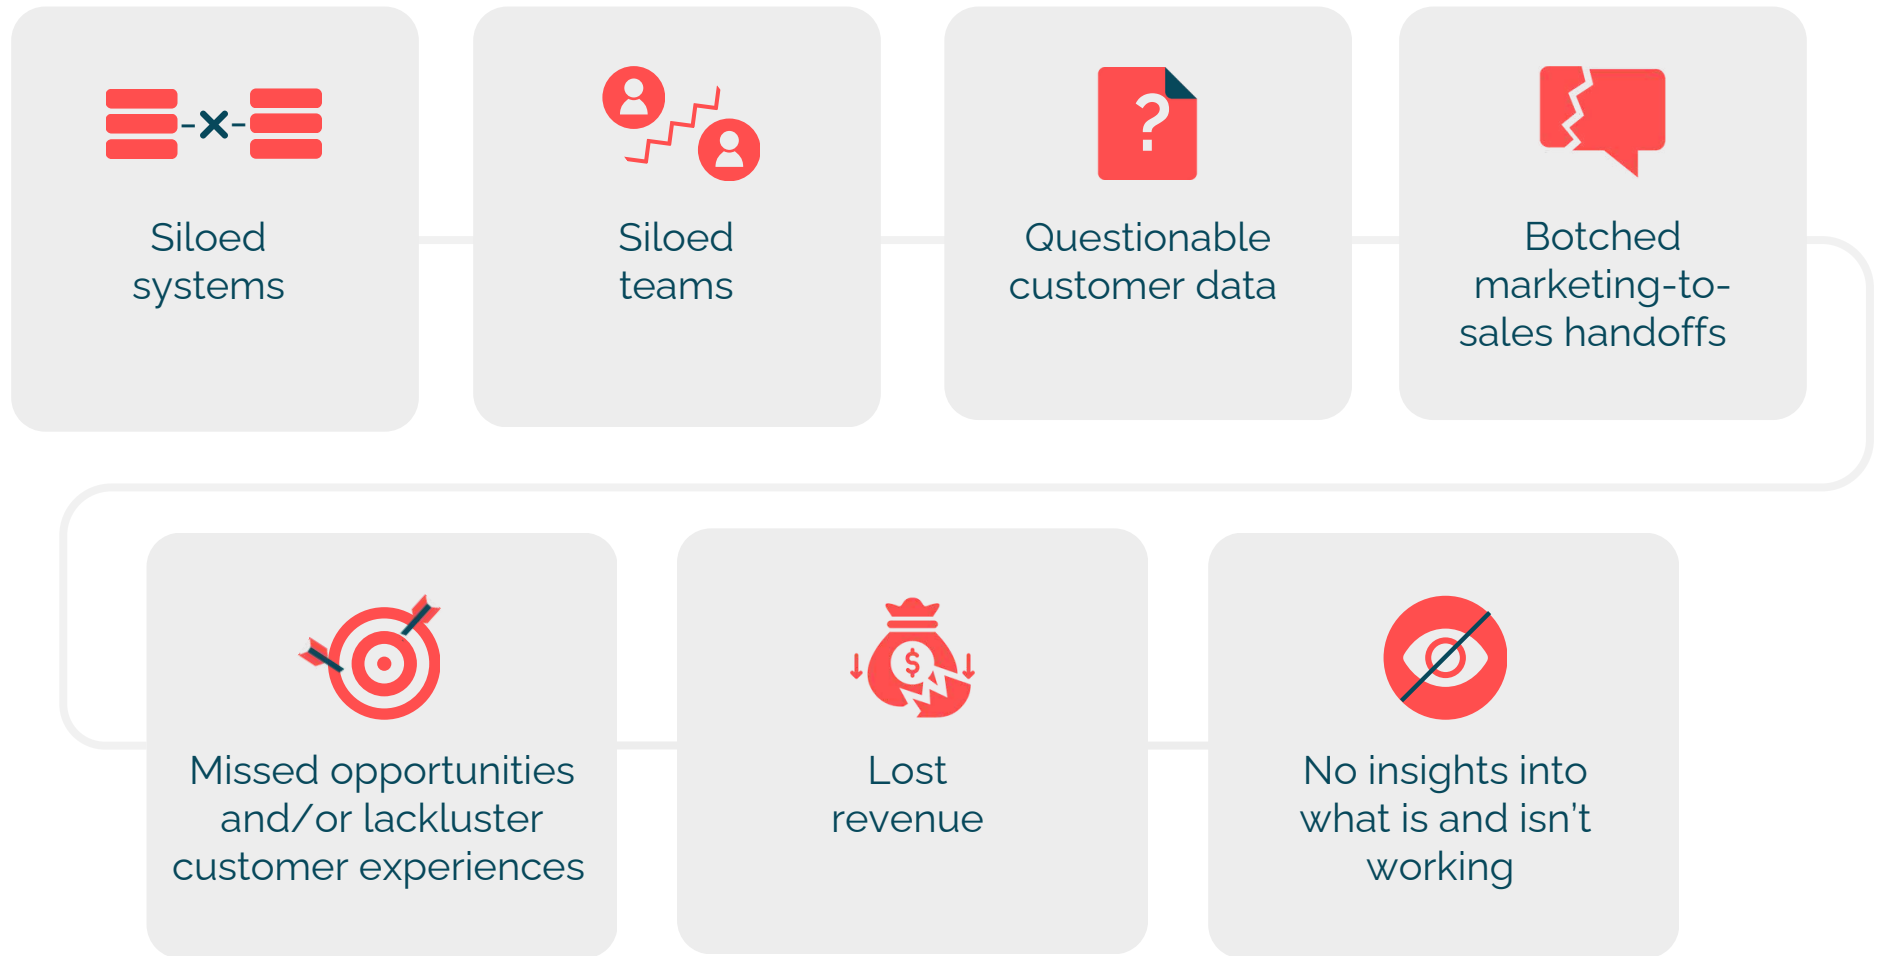 Siloed
systems
Siloed
teams
?
Questionable
customer data
Botched
marketing-to-
sales handoffs
Missed opportunities
and/or lackluster
customer experiences
$
Lost
revenue
No insights into
what is and isn't
working